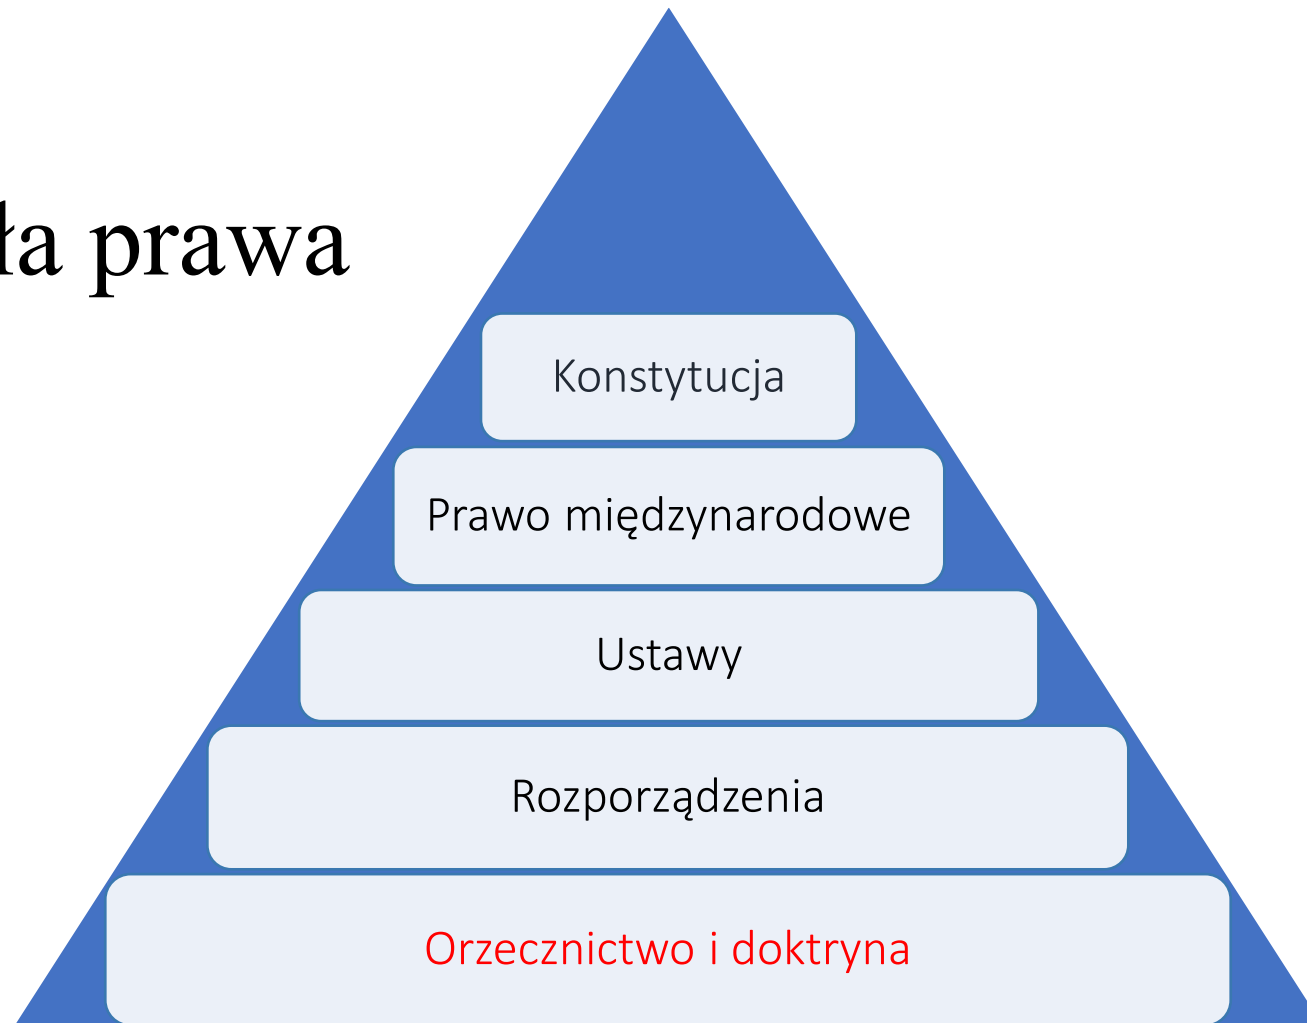 ła prawa
Konstytucja
Prawo międzynarodowe
Ustawy
Rozporządzenia
Orzecznictwo i doktryna